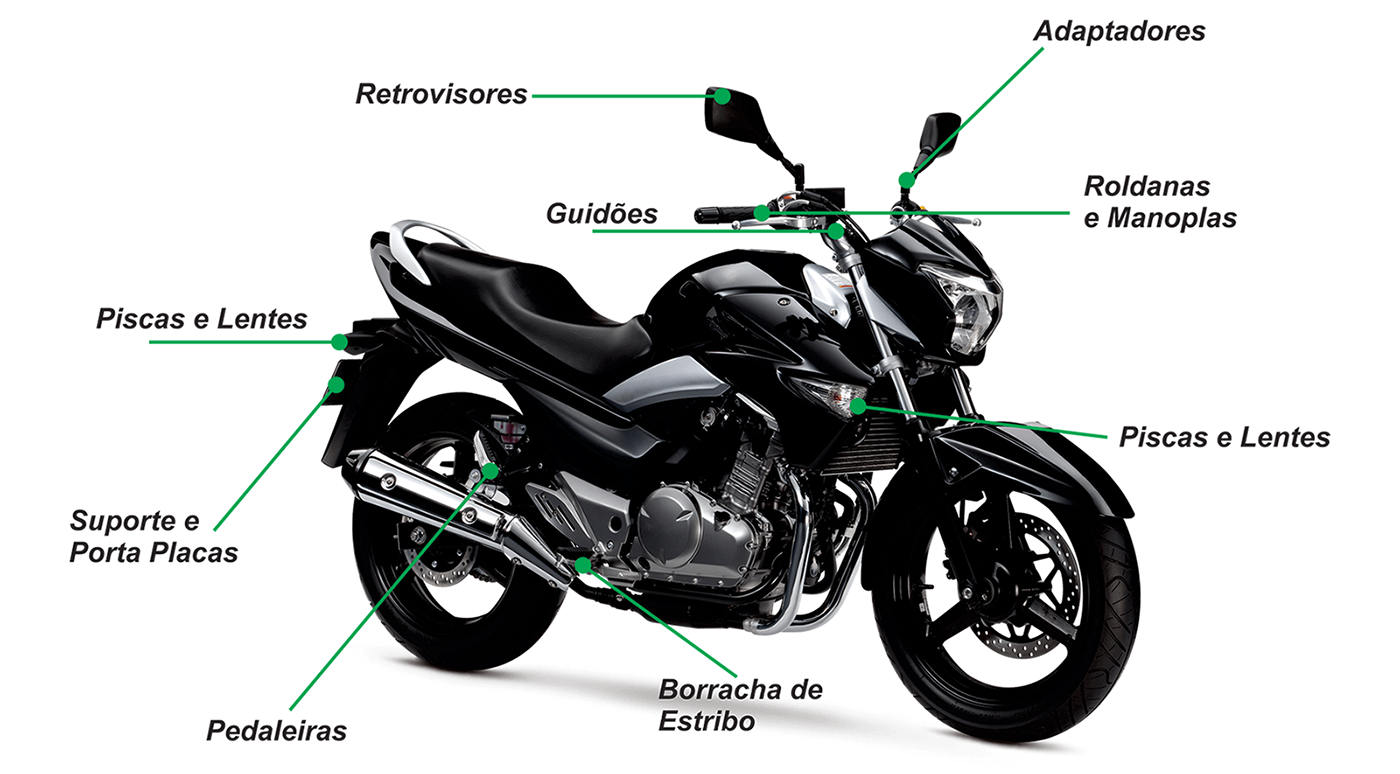 Adaptadores
Retrovisores
Roldanas
e Manoplas
Guidões
Piscas e Lentes
Piscas e Lentes
Suporte e
Porta Placas
Borracha de
Estribo
Pedaleiras